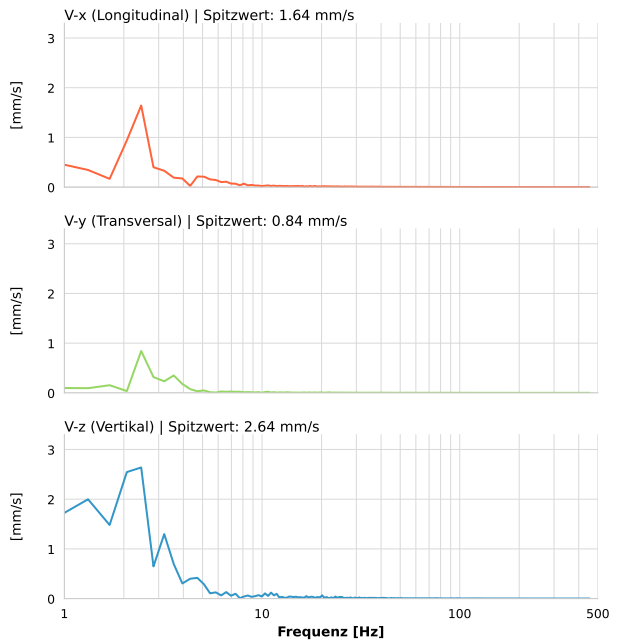 V-x (Longitudinal) | Spitzwert: 1.64 mm/s
3
2
1
0
[mm/s]
V-y (Transversal) | Spitzwert: 0.84 mm/s
3
2
1
0
[mm/s]
V-z (Vertikal) | Spitzwert: 2.64 mm/s
3
2
1
0
[mm/s]
1 10 100 500
Frequenz [Hz]